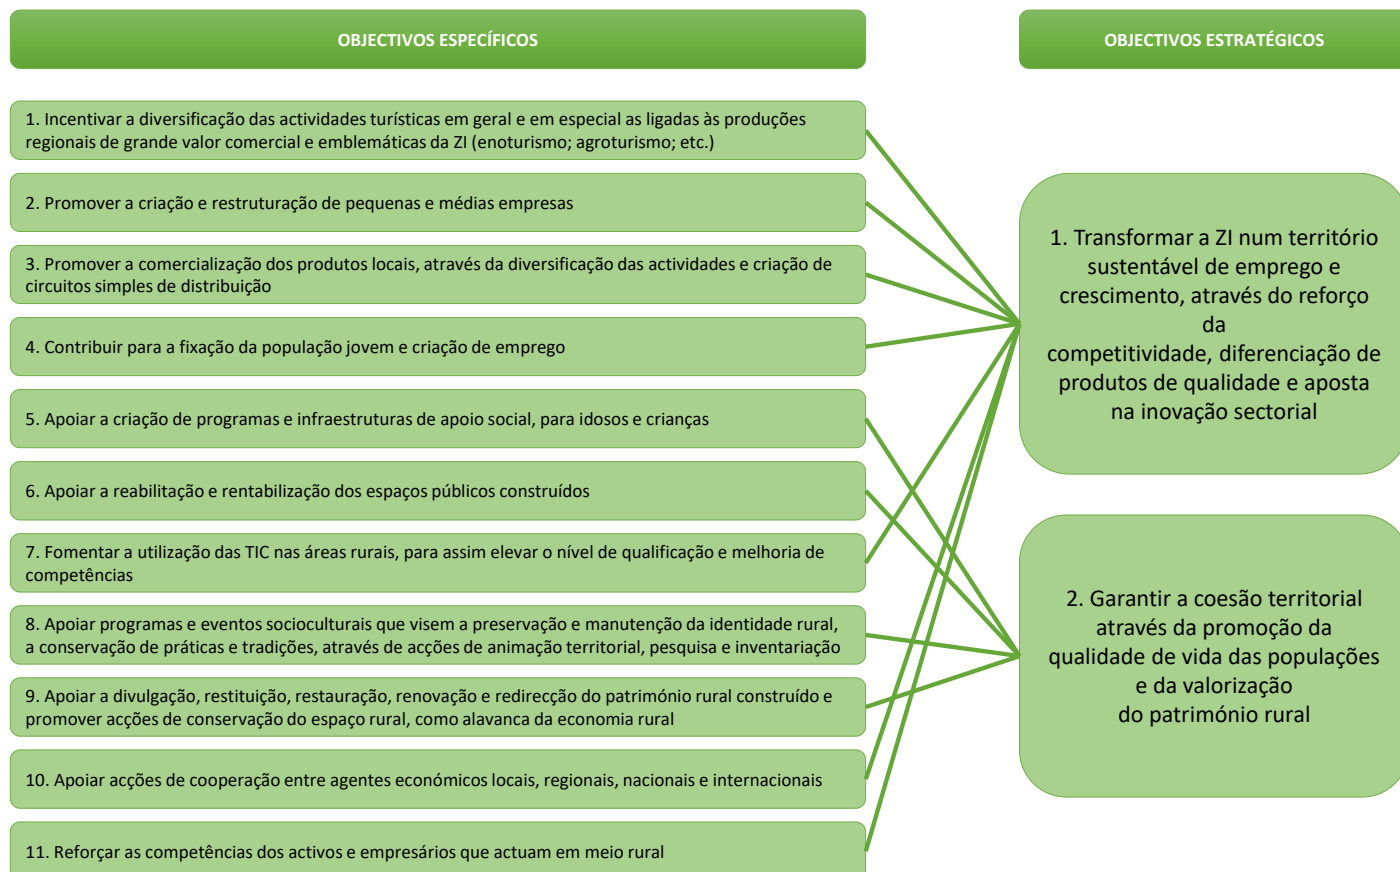 OBJECTIVOS ESPECÍFICOS
OBJECTIVOS ESTRATÉGICOS
1. Incentivar a diversificação das actividades turísticas em geral e em especial as ligadas às produções
regionais de grande valor comercial e emblemáticas da ZI (enoturismo; agroturismo; etc.)
2. Promover a criação e restruturação de pequenas e médias empresas
3. Promover a comercialização dos produtos locais, através da diversificação das actividades e criação de
circuitos simples de distribuição
4. Contribuir para a fixação da população jovem e criação de emprego
5. Apoiar a criação de programas e infraestruturas de apoio social, para idosos e crianças
6. Apoiar a reabilitação e rentabilização dos espaços públicos construídos
7. Fomentar a utilização das TIC nas áreas rurais, para assim elevar o nível de qualificação e melhoria de
competências
8. Apoiar programas e eventos socioculturais que visem a preservação e manutenção da identidade rural,
a conservação de práticas e tradições, através de acções de animação territorial, pesquisa e inventariação
9. Apoiar a divulgação, restituição, restauração, renovação e redirecção do património rural construído e
promover acções de conservação do espaço rural, como alavanca da economia rural
10. Apoiar acções de cooperação entre agentes económicos locais, regionais, nacionais e internacionais
11. Reforçar as competências dos activos e empresários que actuam em meio rural
1. Transformar a ZI num território
sustentável de emprego e
crescimento, através do reforço
da
competitividade, diferenciação de
produtos de qualidade e aposta
na inovação sectorial
2. Garantir a coesão territorial
através da promoção da
qualidade de vida das populações
e da valorização
do património rural